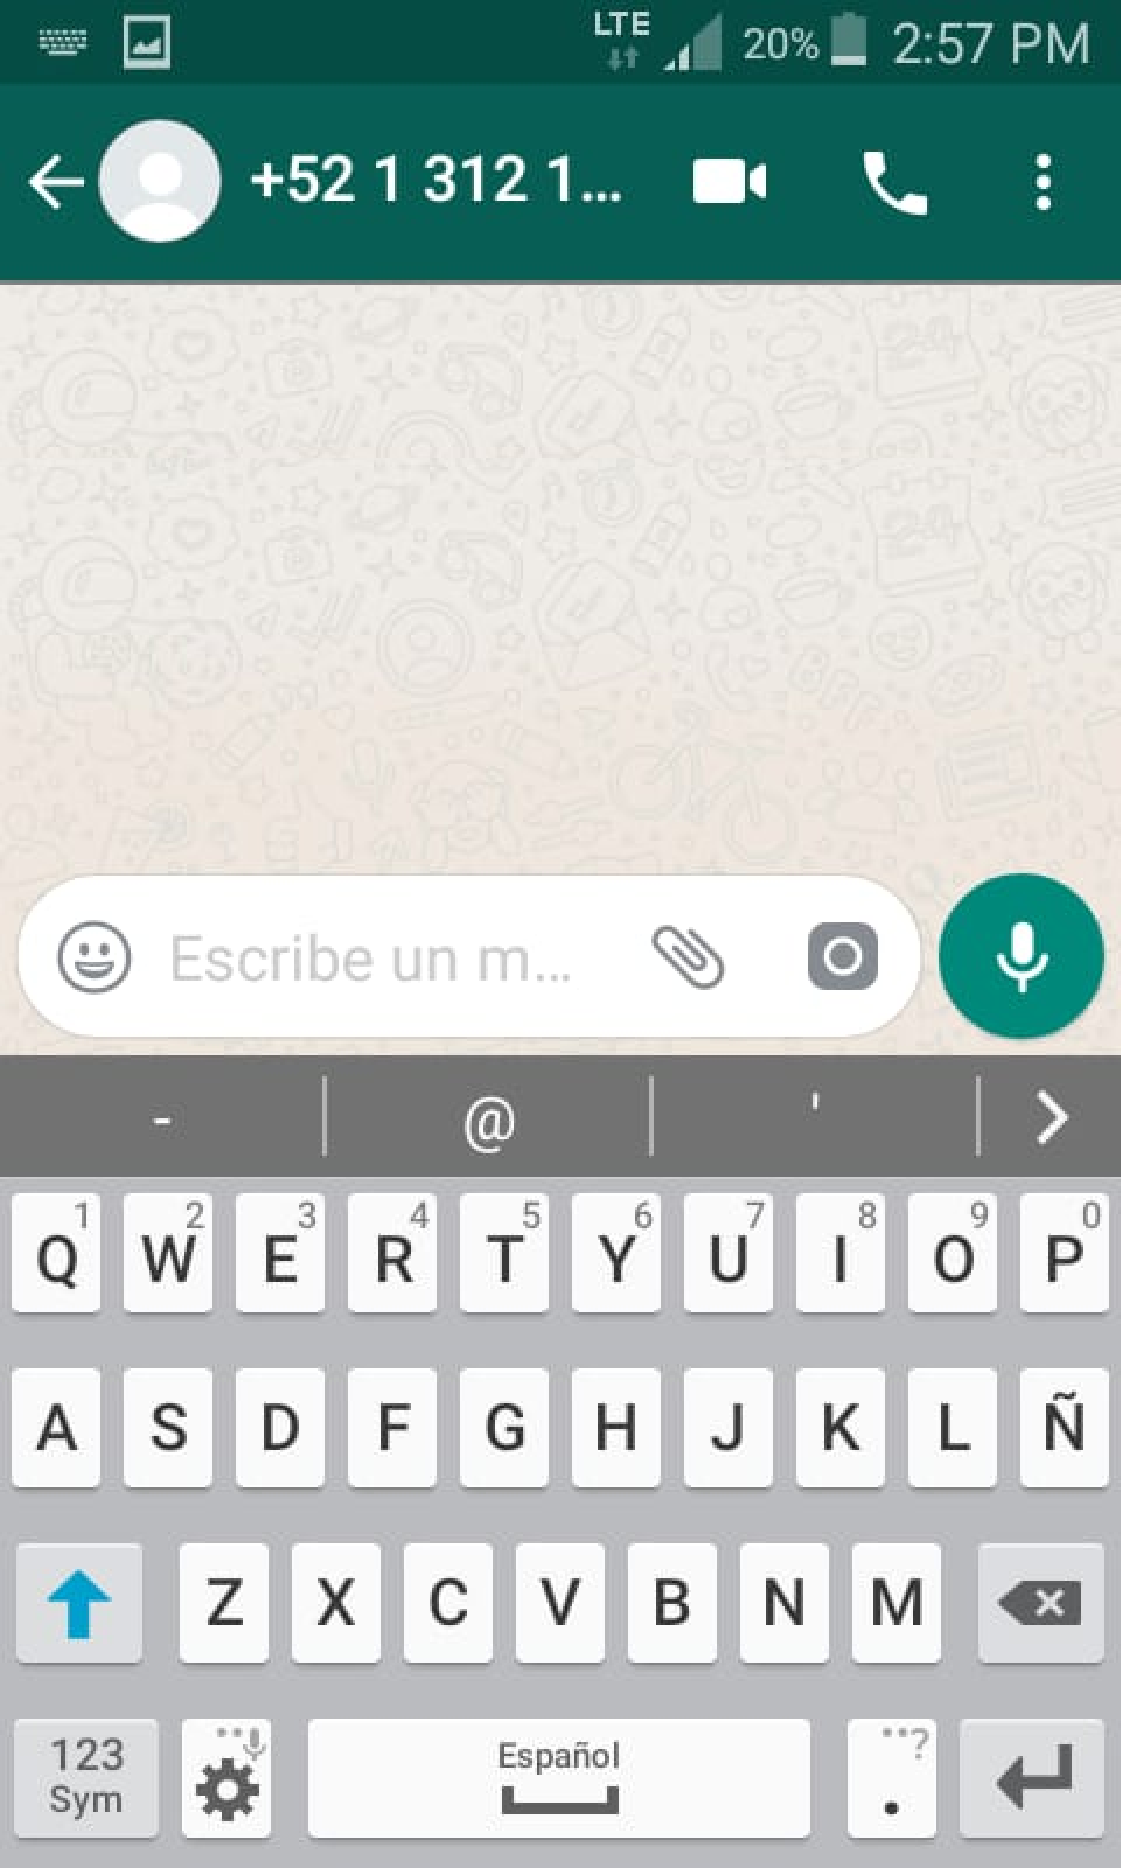 LTE 20% 2:57 PM
+52 1 312 1...
Escribe un m...
- @ '
1 2 3 4 5 6 7 8 9 0
Q W E R T Y U I O P
A S D F G H J K L Ñ
Z X C V B N M
123
Sym
Español
?
.